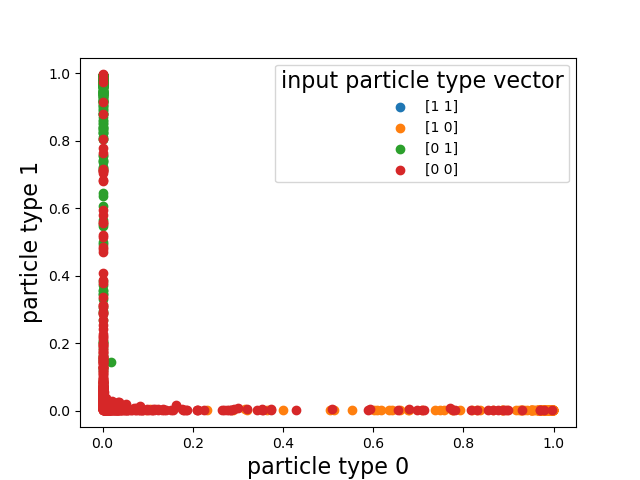 input particle type vector
[1 1]
[1 0]
[0 1]
[0 0]
particle type 1
1.0
0.8
0.6
0.4
0.2
0.0
0.0 0.2 0.4 0.6 0.8 1.0
particle type 0